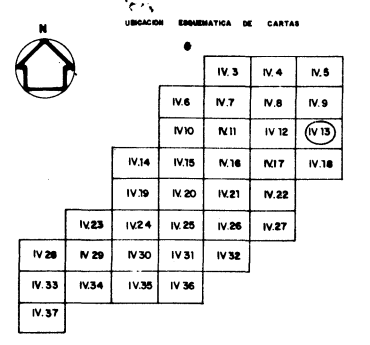 UBICACION ESQUEMATICA DE CARTAS
N
IV. 3 IV. 4 IV. 5
IV.6 IV.7 IV.8 IV.9
IV10 IV.11 IV 12 IV 13
IV.14 IV.15 IV.16 IV.17 IV.18
IV.19 IV. 20 IV.21 IV.22
IV.23 IV.24 IV.25 IV.26 IV.27
IV 28 IV 29 IV 30 IV 31 IV 32
IV.33 IV.34 IV.35 IV 36
IV.37